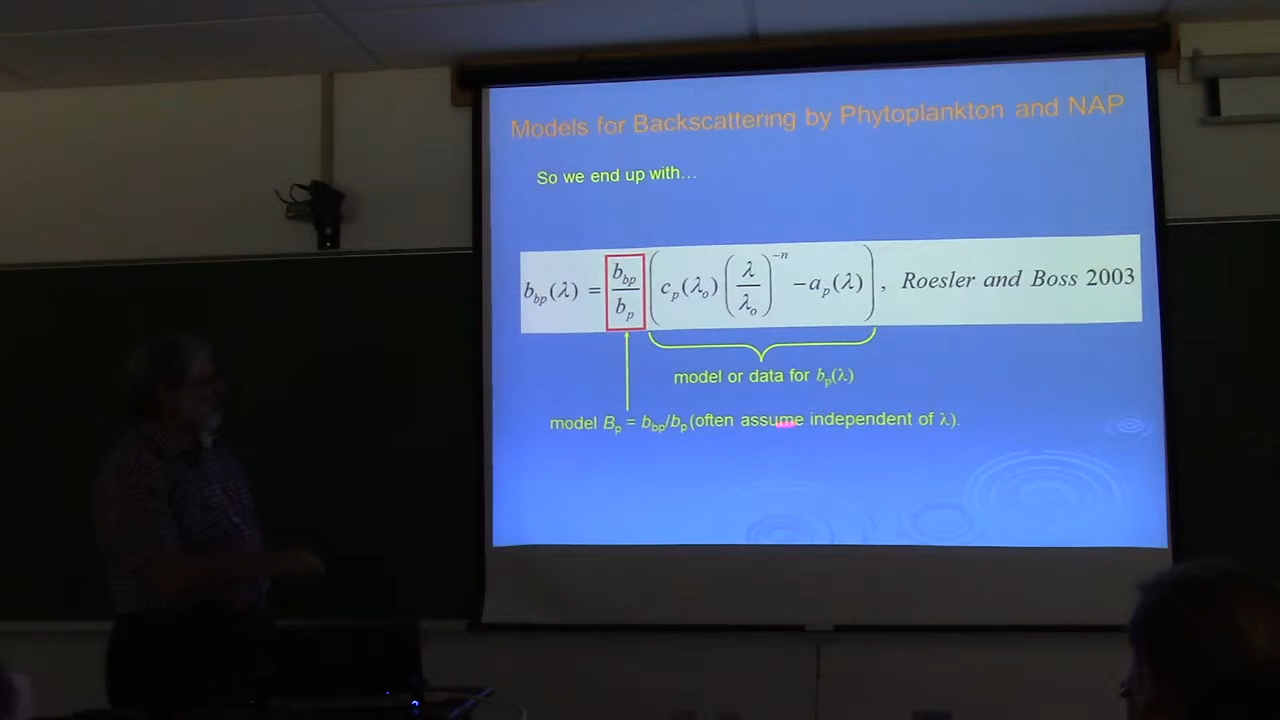 Models for Backscattering by Phytoplankton and NAP
So we end up with…
b_bp(λ) = b_bp/b_p (c_p(λ_o)(λ/λ_o)^−n −a_p(λ)), Roesler and Boss 2003
model or data for b_p(λ)
model B_p = b_bp/b_p(often assume independent of λ).